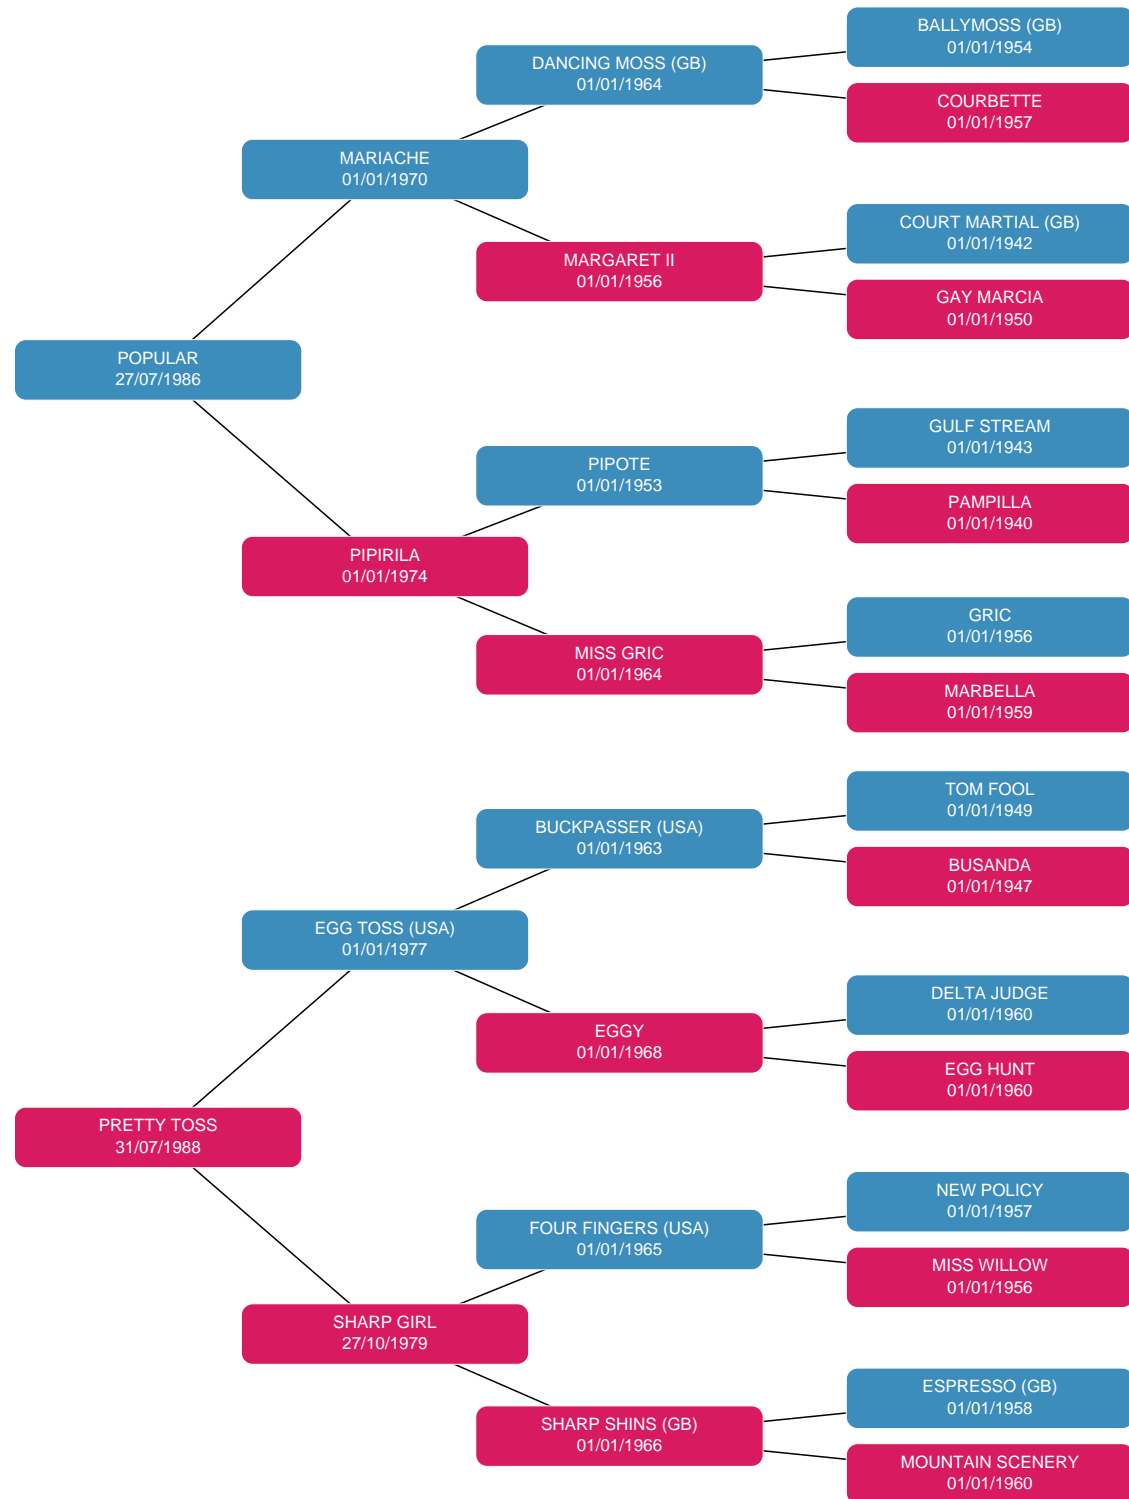 BALLYMOSS (GB)
01/01/1954
DANCING MOSS (GB)
01/01/1964
COURBETTE
01/01/1957
MARIACHE
01/01/1970
COURT MARTIAL (GB)
01/01/1942
MARGARET II
01/01/1956
GAY MARCIA
01/01/1950
POPULAR
27/07/1986
GULF STREAM
01/01/1943
PIPOTE
01/01/1953
PAMPILLA
01/01/1940
PIPIRILA
01/01/1974
GRIC
01/01/1956
MISS GRIC
01/01/1964
MARBELLA
01/01/1959
TOM FOOL
01/01/1949
BUCKPASSER (USA)
01/01/1963
BUSANDA
01/01/1947
EGG TOSS (USA)
01/01/1977
DELTA JUDGE
01/01/1960
EGGY
01/01/1968
EGG HUNT
01/01/1960
PRETTY TOSS
31/07/1988
NEW POLICY
01/01/1957
FOUR FINGERS (USA)
01/01/1965
MISS WILLOW
01/01/1956
SHARP GIRL
27/10/1979
ESPRESSO (GB)
01/01/1958
SHARP SHINS (GB)
01/01/1966
MOUNTAIN SCENERY
01/01/1960